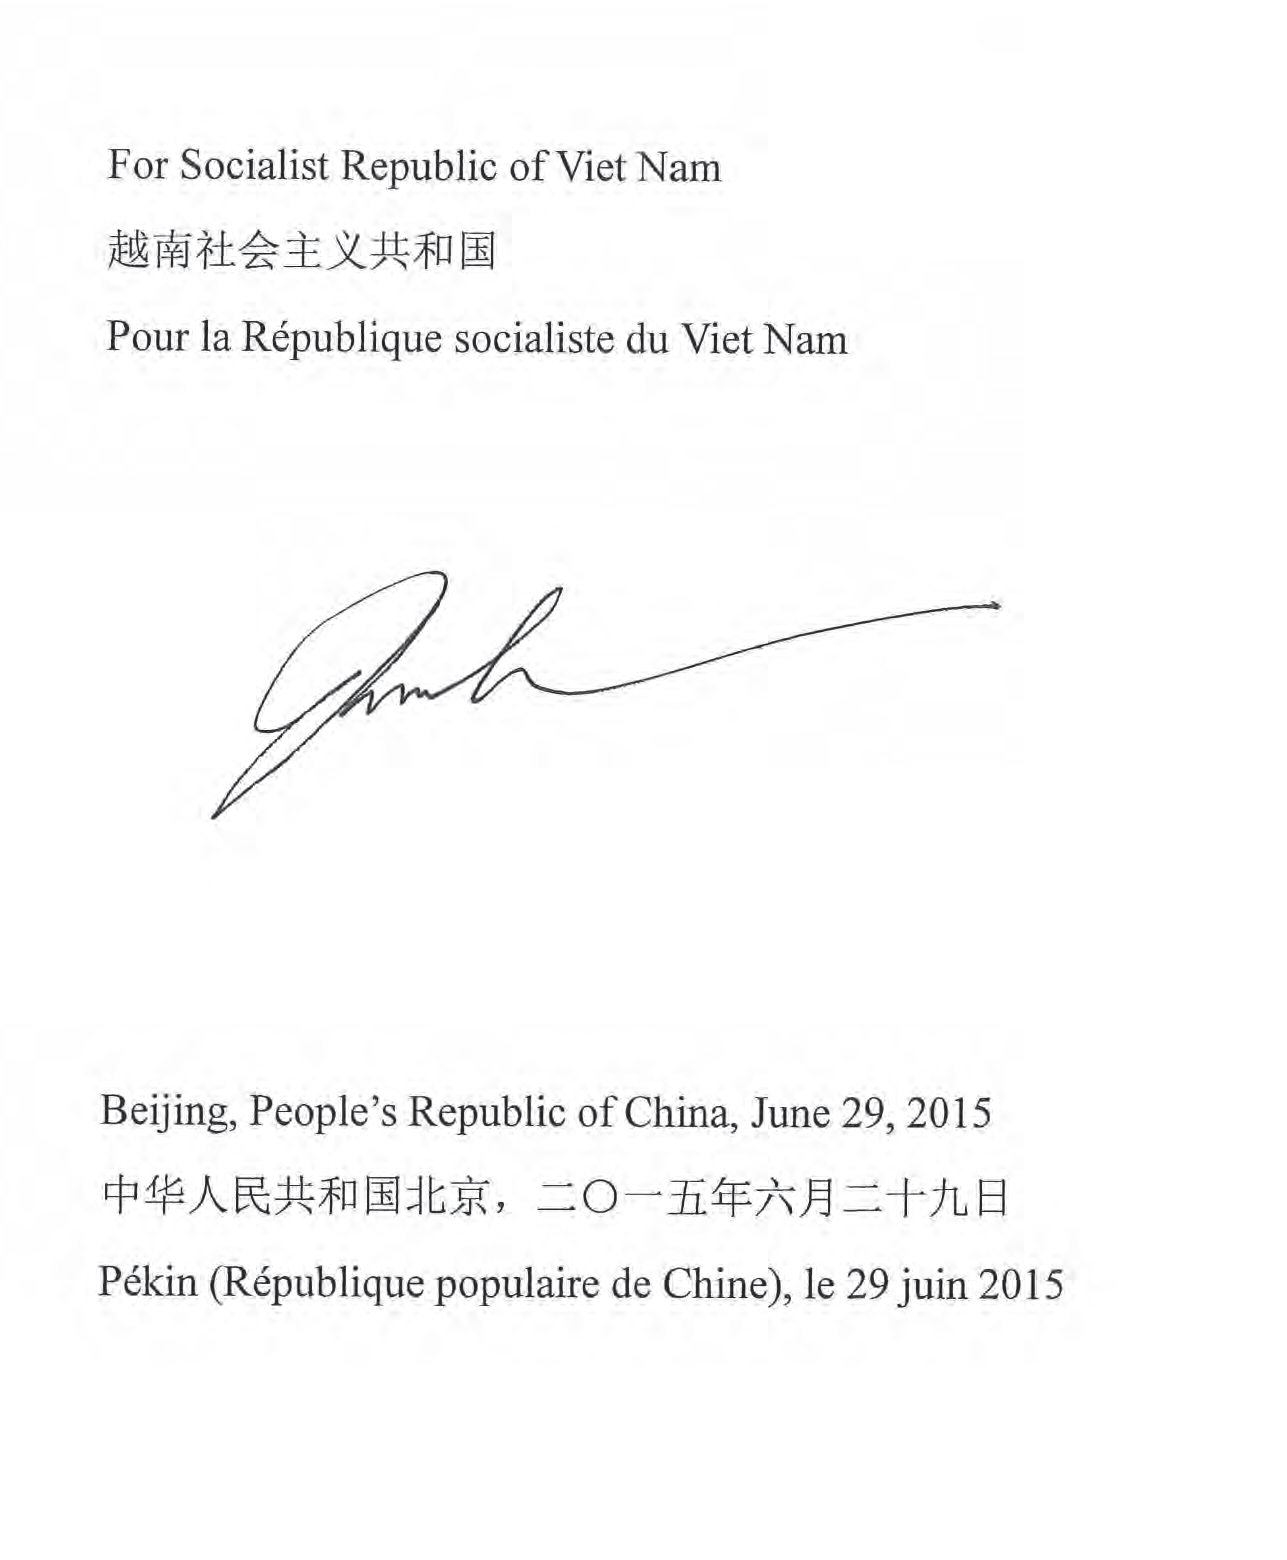 For Socialist Republic of Viet Nam
越南社会主义共和国
Pour la République socialiste du Viet Nam
Beijing, People's Republic of China, June 29, 2015
中华人民共和国北京，二〇一五年六月二十九日
Pékin (République populaire de Chine), le 29 juin 2015